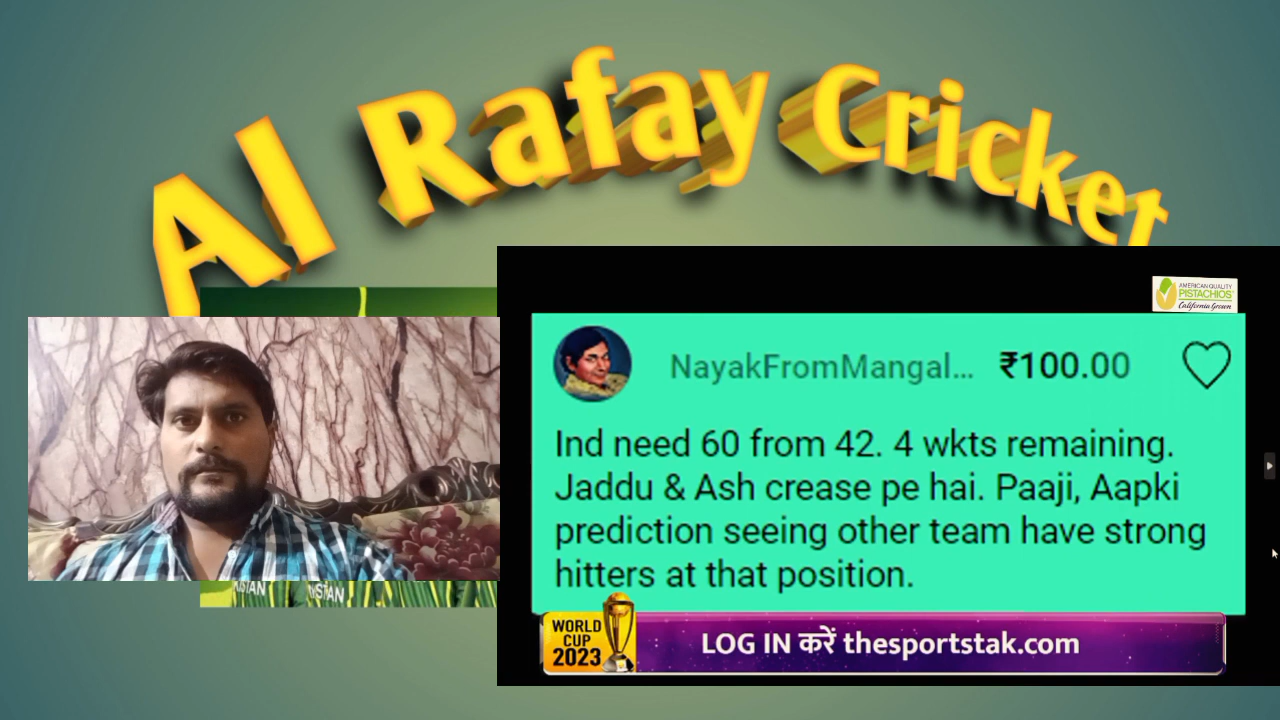 Al Rafay Cricket
AMERICAN QUALITY
PISTACHIOS
California Grown
NayakFromMangal... ₹100.00
Ind need 60 from 42. 4 wkts remaining.
Jaddu & Ash crease pe hai. Paaji, Aapki
prediction seeing other team have strong
hitters at that position.
KISTAN
KISTAN
WORLD
CUP
2023
LOG IN करें thesportstak.com